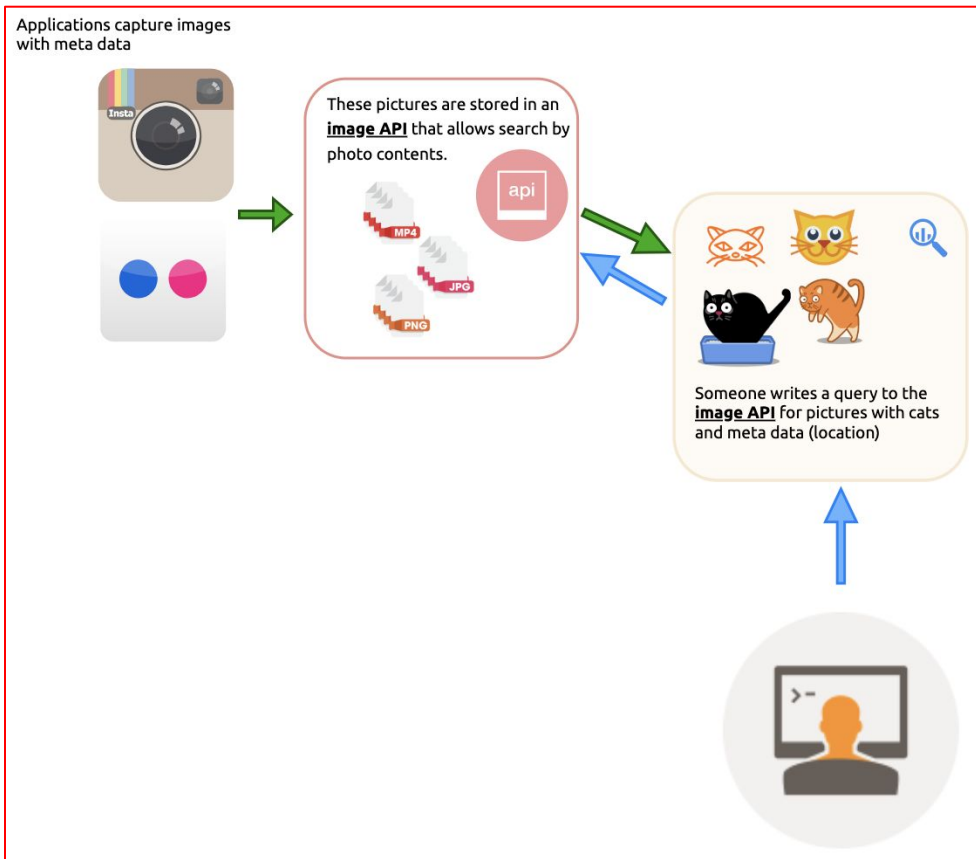 Applications capture images
with meta data
Insta
These pictures are stored in an
image API that allows search by
photo contents.
api
MP4
JPG
PNG
Someone writes a query to the
image API for pictures with cats
and meta data (location)
>-